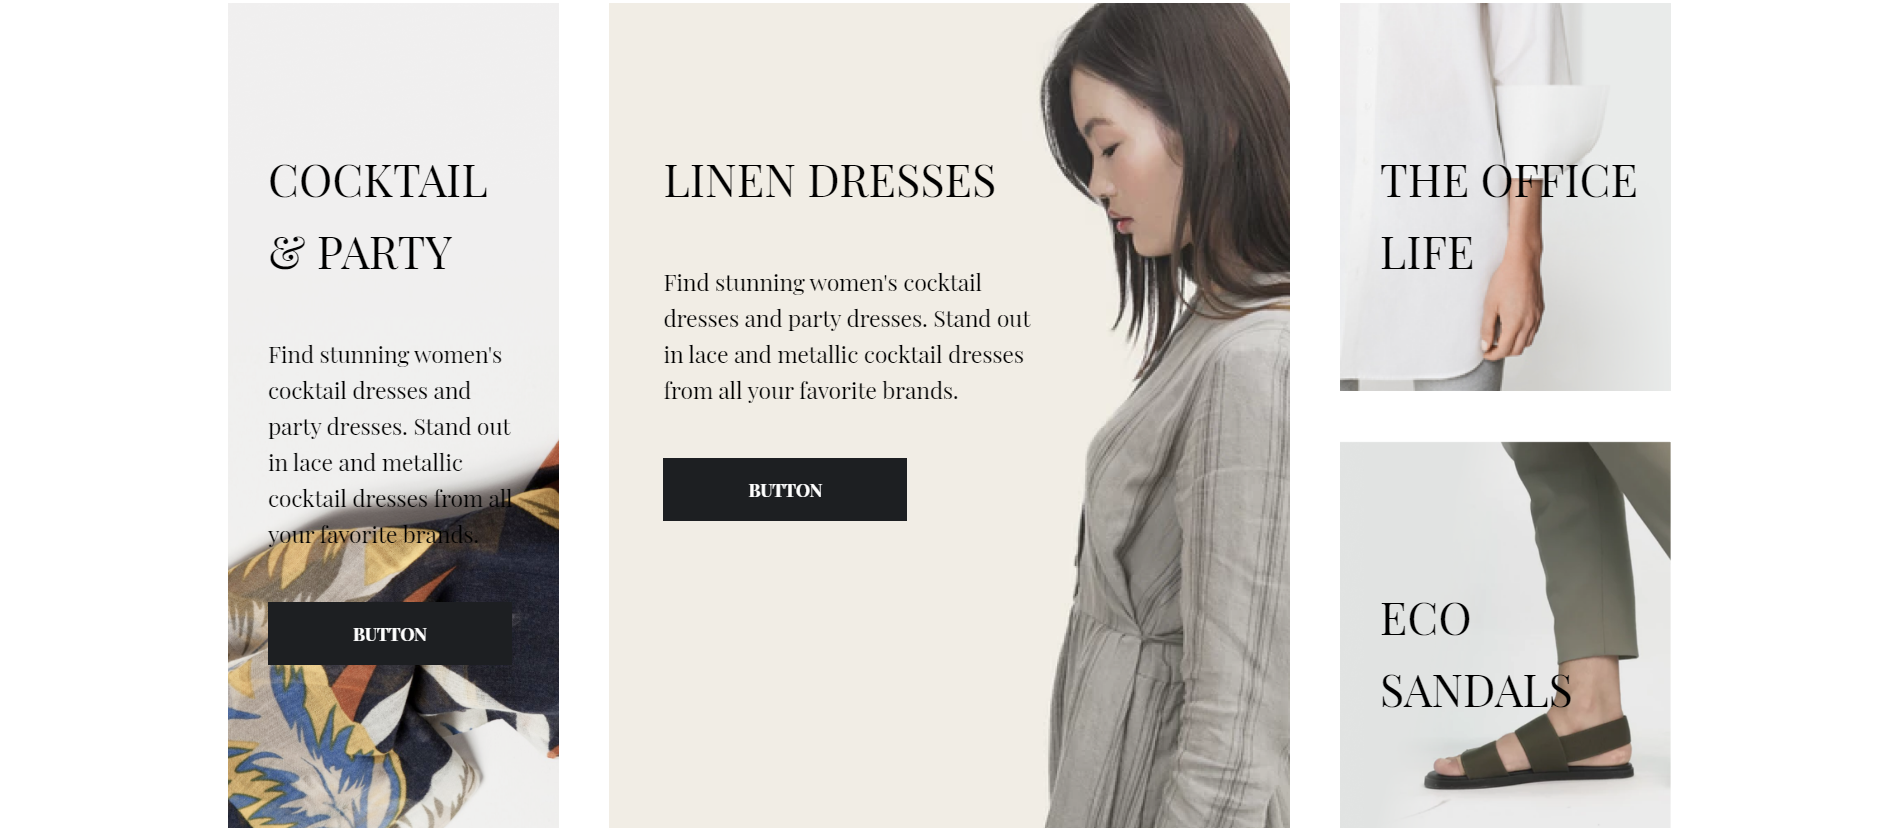 COCKTAIL
& PARTY
Find stunning women's
cocktail dresses and
party dresses. Stand out
in lace and metallic
cocktail dresses from all
your favorite brands.
BUTTON
LINEN DRESSES
Find stunning women's cocktail
dresses and party dresses. Stand out
in lace and metallic cocktail dresses
from all your favorite brands.
BUTTON
THE OFFICE
LIFE
ECO
SANDALS